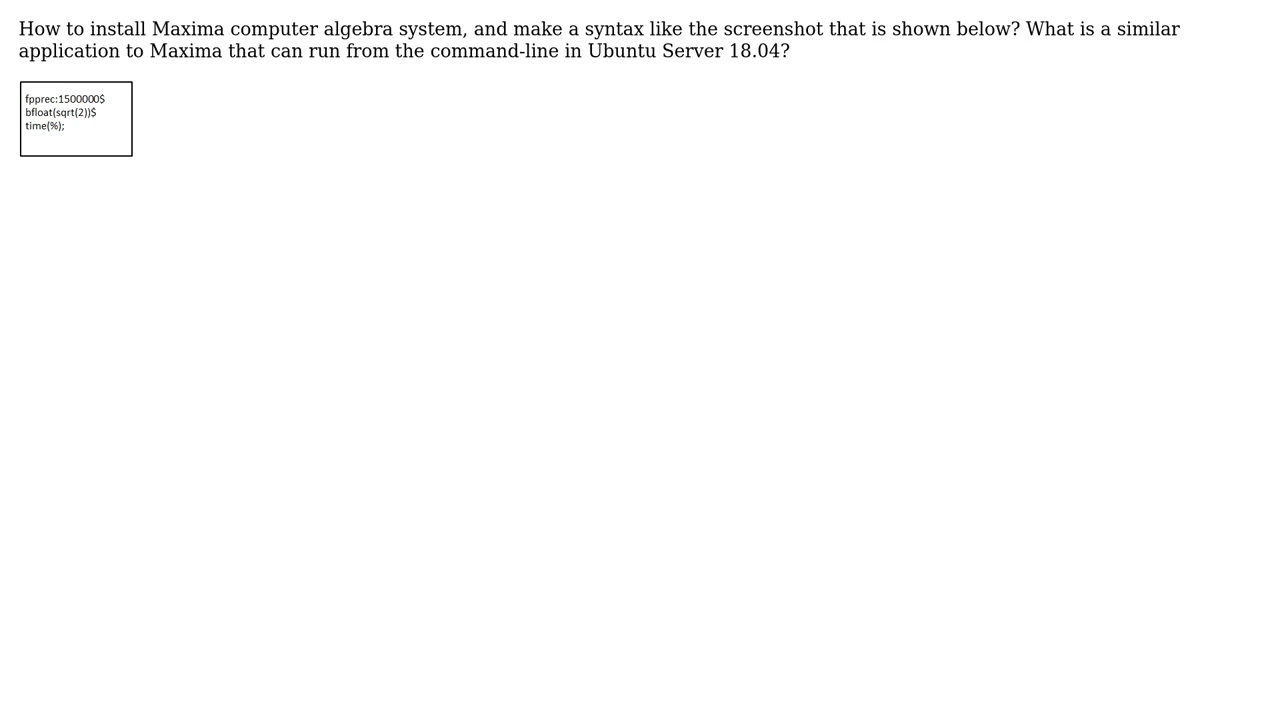 How to install Maxima computer algebra system, and make a syntax like the screenshot that is shown below? What is a similar
application to Maxima that can run from the command-line in Ubuntu Server 18.04?
fpprec:1500000$
bfloat(sqrt(2))$
time(%);